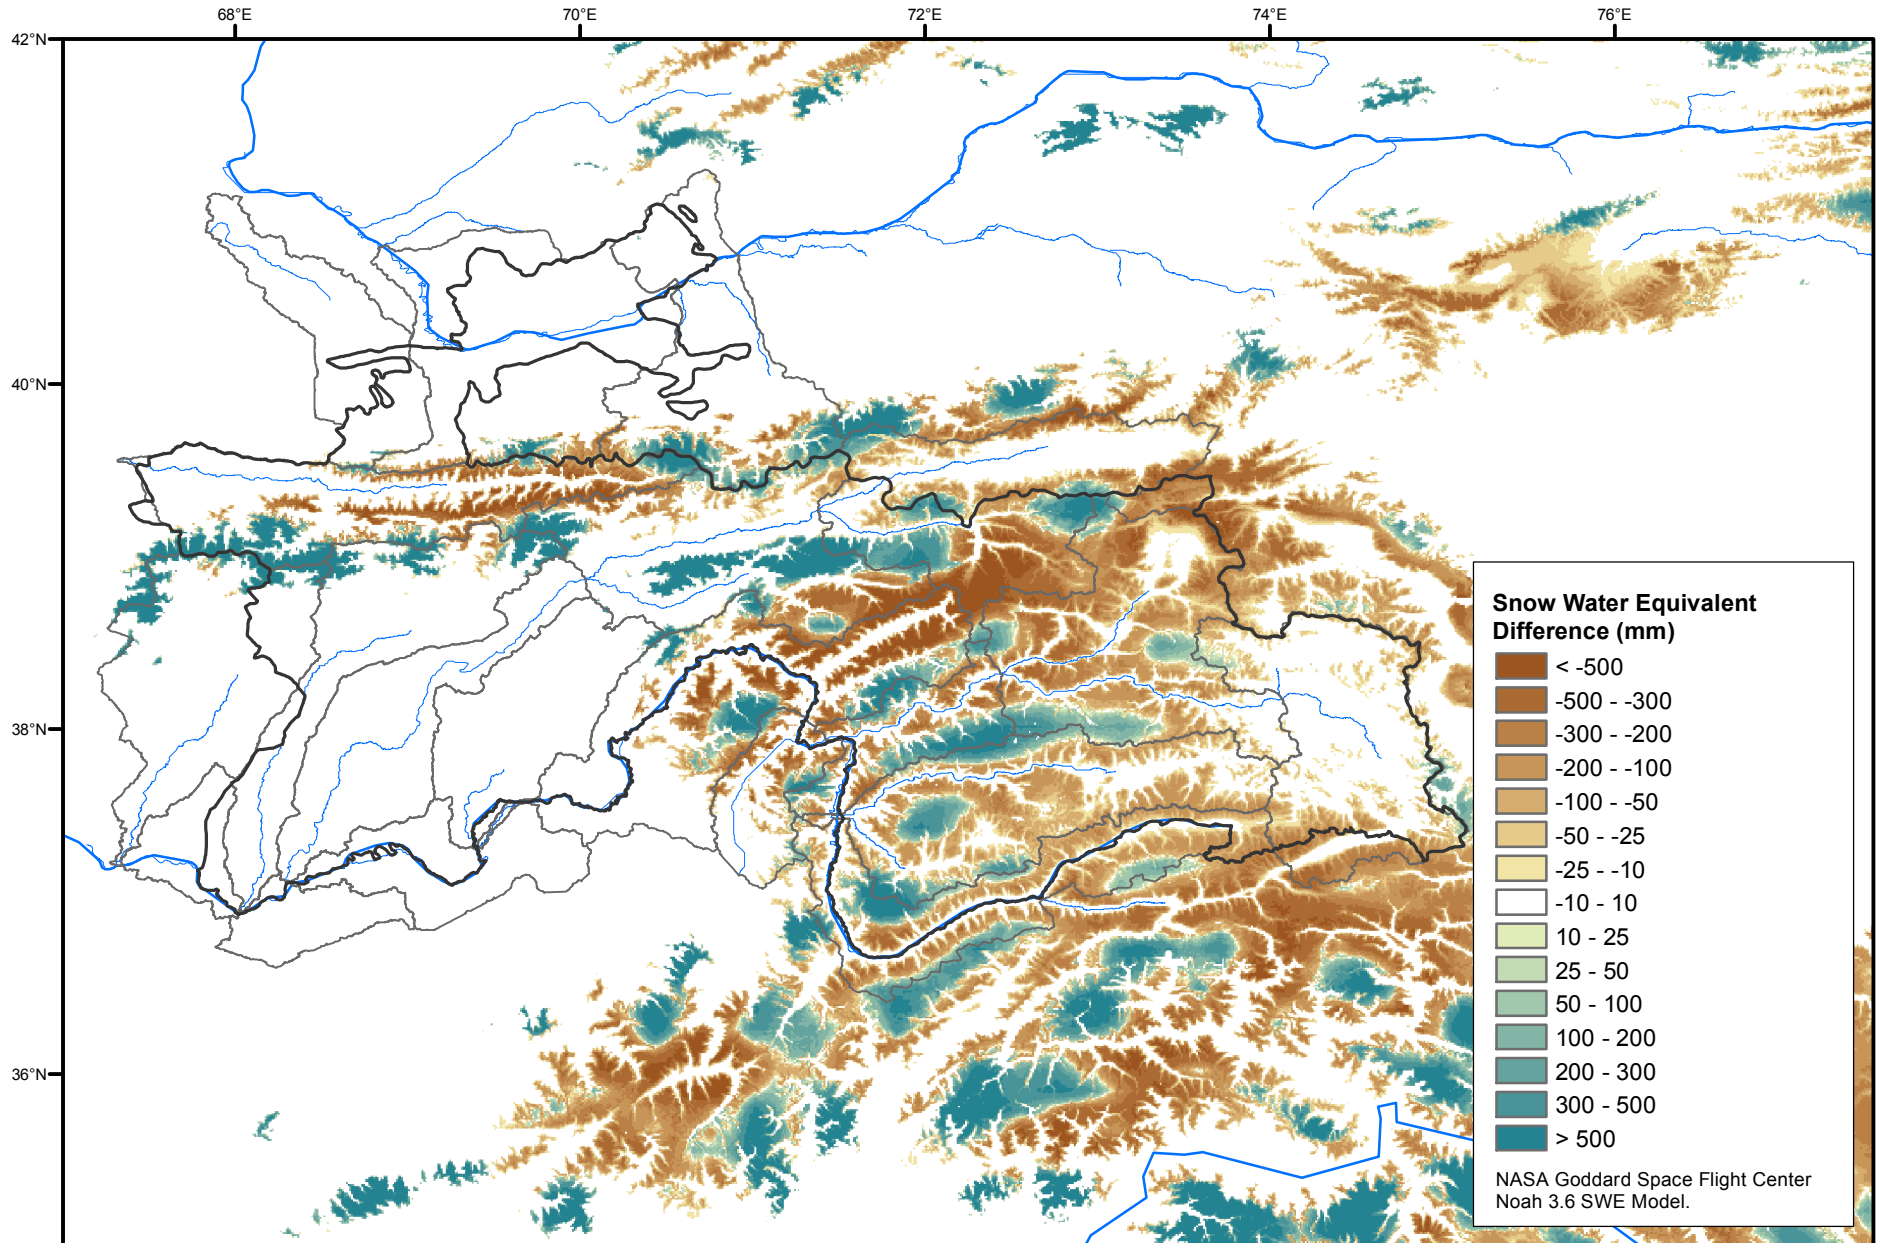 68°E
70°E
72°E
74°E
76°E
42°N
40°N
38°N
36°N
Snow Water Equivalent
Difference (mm)
< -500
-500 - -300
-300 - -200
-200 - -100
-100 - -50
-50 - -25
-25 - -10
-10 - 10
10 - 25
25 - 50
50 - 100
100 - 200
200 - 300
300 - 500
> 500
NASA Goddard Space Flight Center
Noah 3.6 SWE Model.